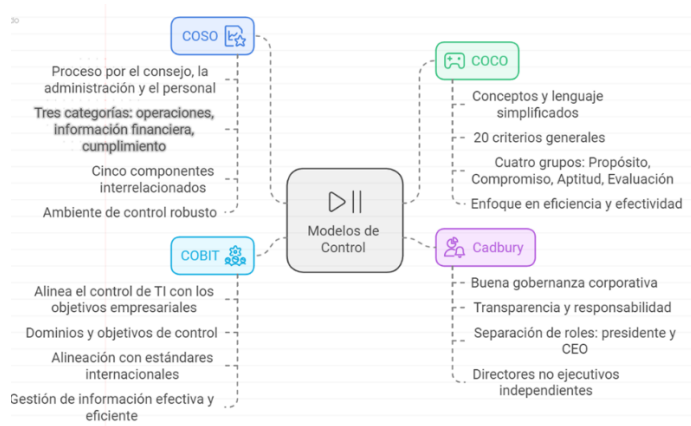 COSO
Proceso por el consejo, la
administración y el personal
Tres categorías: operaciones,
información financiera,
cumplimiento
Cinco componentes
interrelacionados
Ambiente de control robusto
COBIT
Alinea el control de TI con los
objetivos empresariales
Dominios y objetivos de control
Alineación con estándares
internacionales
Gestión de información efectiva y
eficiente
Modelos de
Control
COCO
Conceptos y lenguaje
simplificados
20 criterios generales
Cuatro grupos: Propósito,
Compromiso, Aptitud, Evaluación
Enfoque en eficiencia y efectividad
Cadbury
Buena gobernanza corporativa
Transparencia y responsabilidad
Separación de roles: presidente y
CEO
Directores no ejecutivos
independientes